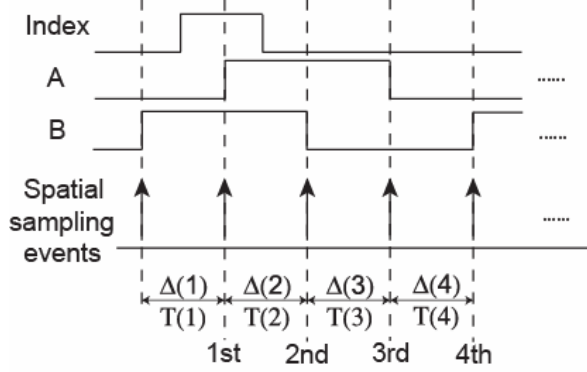 Index
A
......
B
......
Spatial
sampling
events
......
Δ(1) Δ(2) Δ(3) Δ(4)
T(1) T(2) T(3) T(4)
1st 2nd 3rd 4th